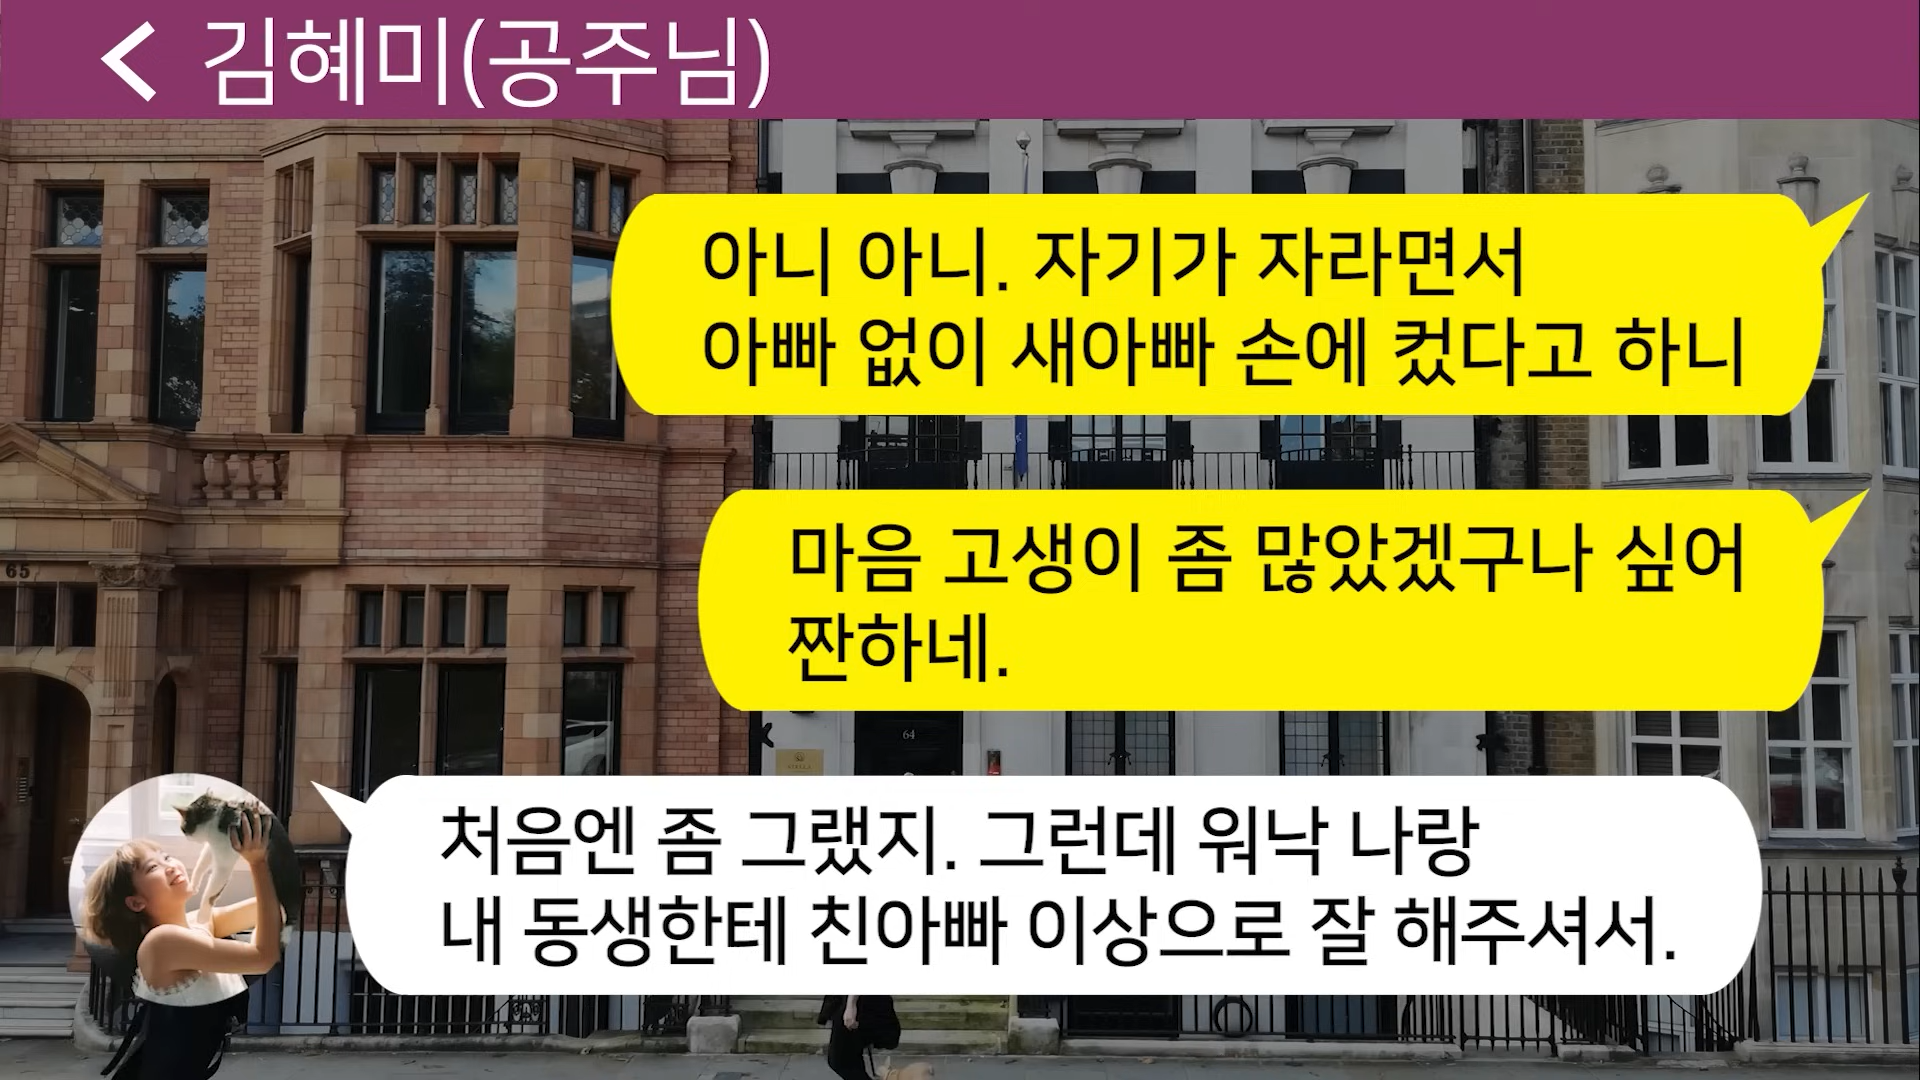 김혜미(공주님)
아니 아니. 자기가 자라면서
아빠 없이 새아빠 손에 컸다고 하니
마음 고생이 좀 많았겠구나 싶어
짠하네.
처음엔 좀 그랬지. 그런데 워낙 나랑
내 동생한테 친아빠 이상으로 잘 해주셔서.
65
64